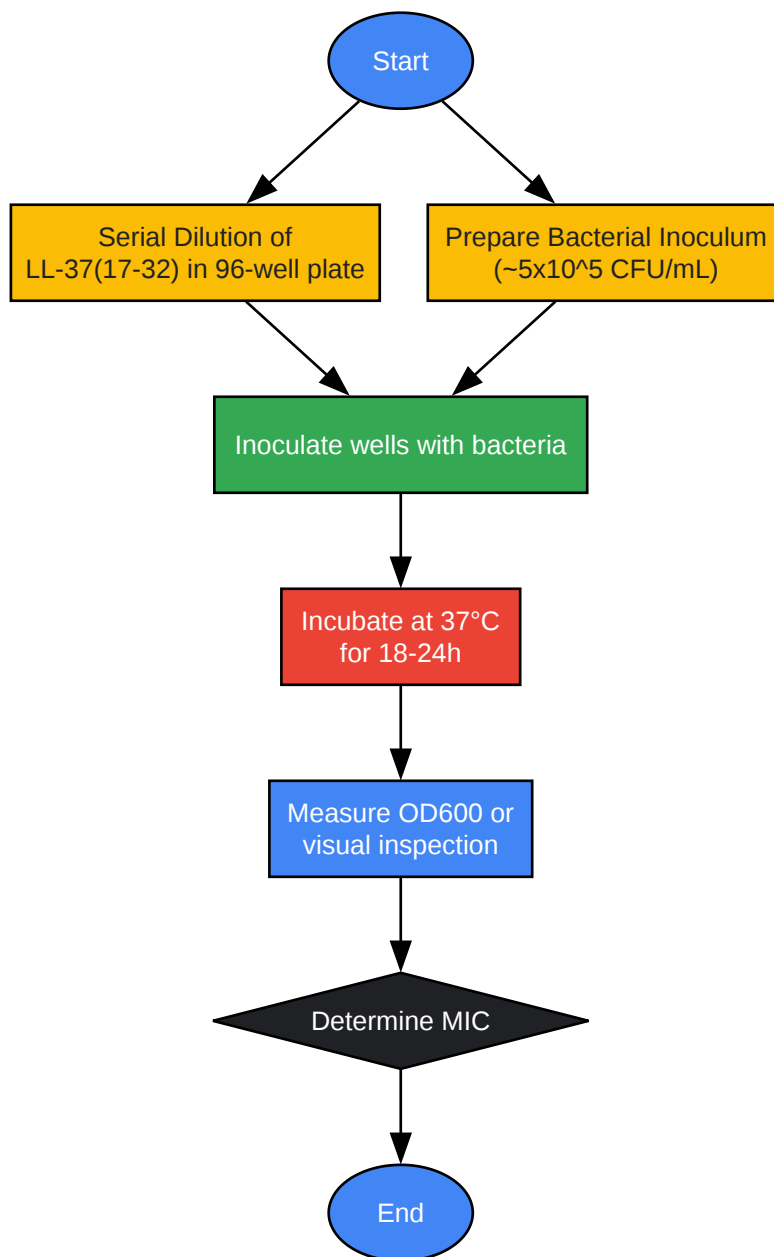 Start
Serial Dilution of
LL-37(17-32) in 96-well plate
Prepare Bacterial Inoculum
(~5x10^5 CFU/mL)
Inoculate wells with bacteria
Incubate at 37°C
for 18-24h
Measure OD600 or
visual inspection
Determine MIC
End